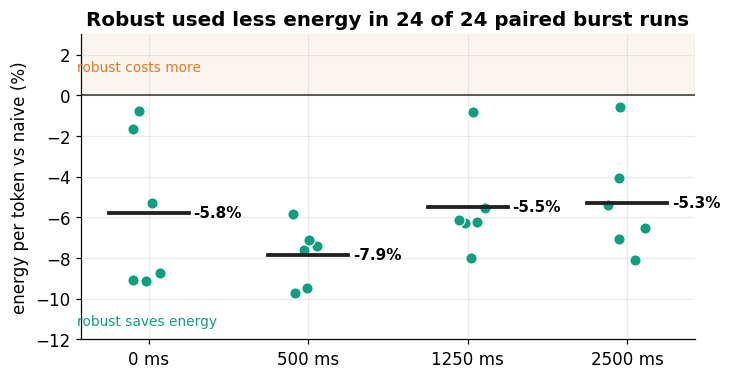 Robust used less energy in 24 of 24 paired burst runs
energy per token vs naive (%)
2
robust costs more
0
−2
−4
-5.8%
-7.9%
-5.5%
-5.3%
−6
−8
−10
robust saves energy
−12
0 ms
500 ms
1250 ms
2500 ms